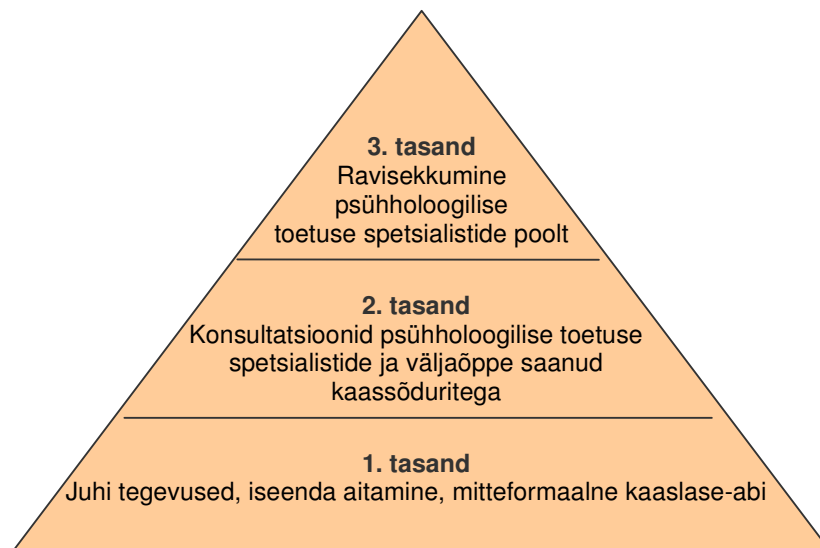 3. tasand
Ravisekkumine
psühholoogilise
toetuse spetsialistide poolt
2. tasand
Konsultatsioonid psühholoogilise toetuse
spetsialistide ja väljaõppe saanud
kaassõduritega
1. tasand
Juhi tegevused, iseenda aitamine, mitteformaalne kaaslase-abi